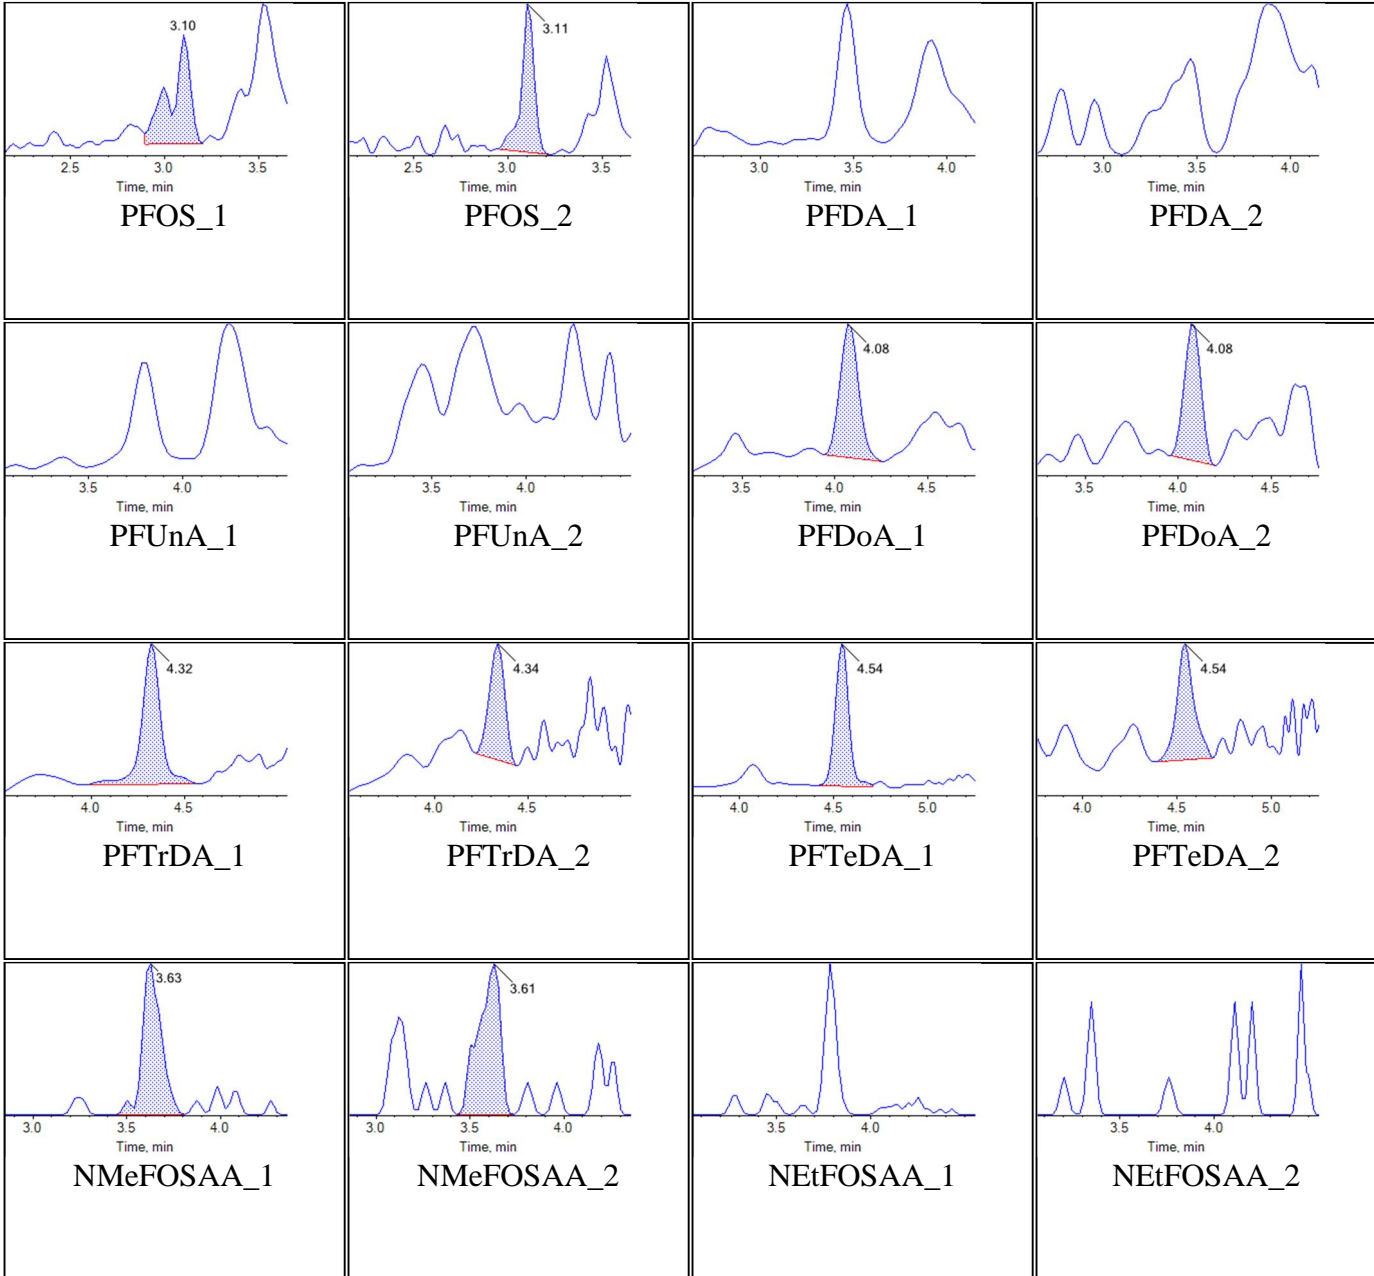 3.10
2.5 3.0 3.5
Time, min
PFOS_1
3.11
3.0 3.5
Time, min
PFOS_2
3.0 3.5 4.0
Time, min
PFDA_1
3.0 3.5 4.0
Time, min
PFDA_2
3.5 4.0
Time, min
PFUnA_1
3.5 4.0
Time, min
PFUnA_2
4.08
3.5 4.0 4.5
Time, min
PFDoA_1
4.08
3.5 4.0 4.5
Time, min
PFDoA_2
4.32
4.0 4.5
Time, min
PFTrDA_1
4.34
4.0 4.5
Time, min
PFTrDA_2
4.54
4.0 4.5 5.0
Time, min
PFTeDA_1
4.54
4.0 4.5 5.0
Time, min
PFTeDA_2
3.63
3.0 3.5 4.0
Time, min
NMeFOSAA_1
3.61
3.0 3.5 4.0
Time, min
NMeFOSAA_2
3.5 4.0
Time, min
NEtFOSAA_1
3.5 4.0
Time, min
NEtFOSAA_2